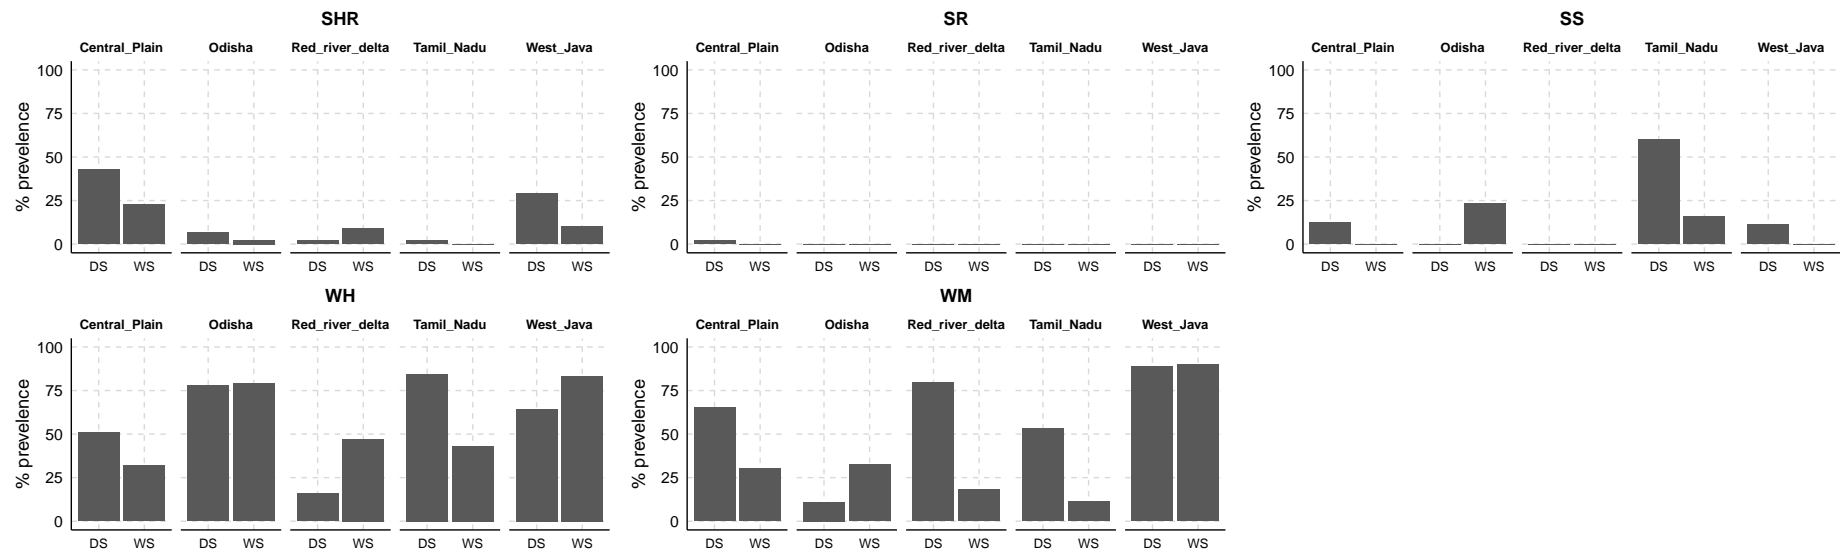 SHR SR SS
Central_Plain Odisha Red_river_delta Tamil_Nadu West_Java Central_Plain Odisha Red_river_delta Tamil_Nadu West_Java Central_Plain Odisha Red_river_delta Tamil_Nadu West_Java
100 100 100
75 75 75
50 50 50
25 25 25
0 0 0
% prevelence % prevelence % prevelence
DS WS DS WS DS WS DS WS DS WS DS WS DS WS DS WS DS WS DS WS DS WS DS WS DS WS DS WS DS WS
WH WM
Central_Plain Odisha Red_river_delta Tamil_Nadu West_Java Central_Plain Odisha Red_river_delta Tamil_Nadu West_Java
100 100
75 75
50 50
25 25
0 0
% prevelence % prevelence
DS WS DS WS DS WS DS WS DS WS DS WS DS WS DS WS DS WS DS WS